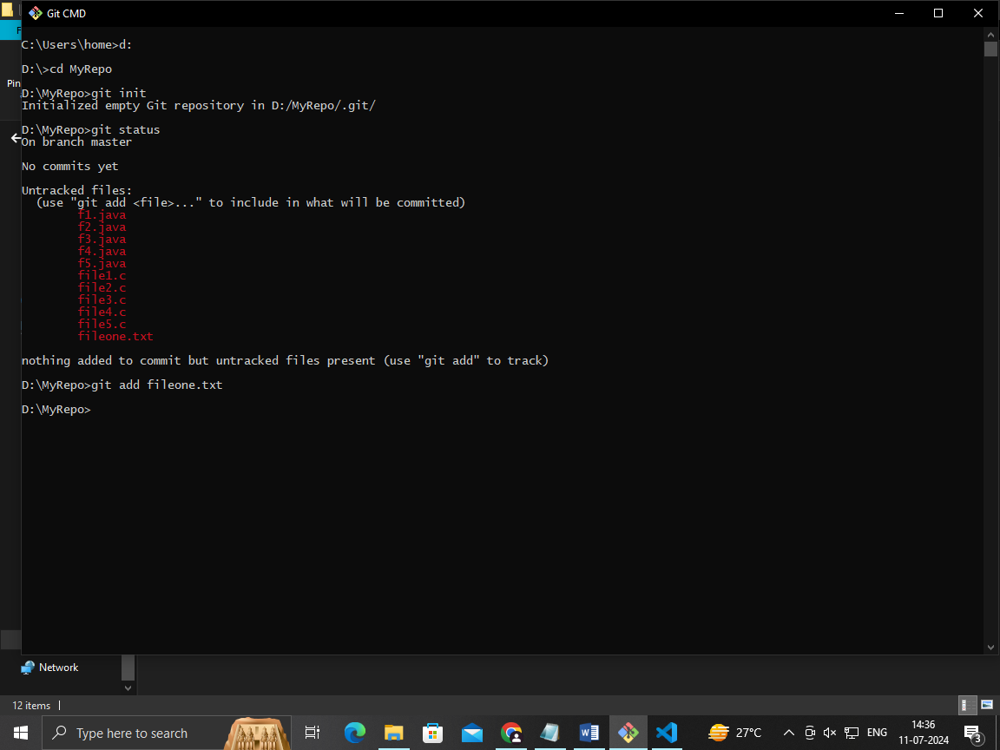 Git CMD
C:\Users\home>d:
D:\>cd MyRepo
D:\MyRepo>git init
Initialized empty Git repository in D:/MyRepo/.git/
D:\MyRepo>git status
On branch master
No commits yet
Untracked files:
(use "git add <file>..." to include in what will be committed)
f1.java
f2.java
f3.java
f4.java
f5.java
file1.c
file2.c
file3.c
file4.c
file5.c
fileone.txt
nothing added to commit but untracked files present (use "git add" to track)
D:\MyRepo>git add fileone.txt
D:\MyRepo>
F
Pin
Network
12 items
Type here to search
27°C
ENG
14:36
11-07-2024
3